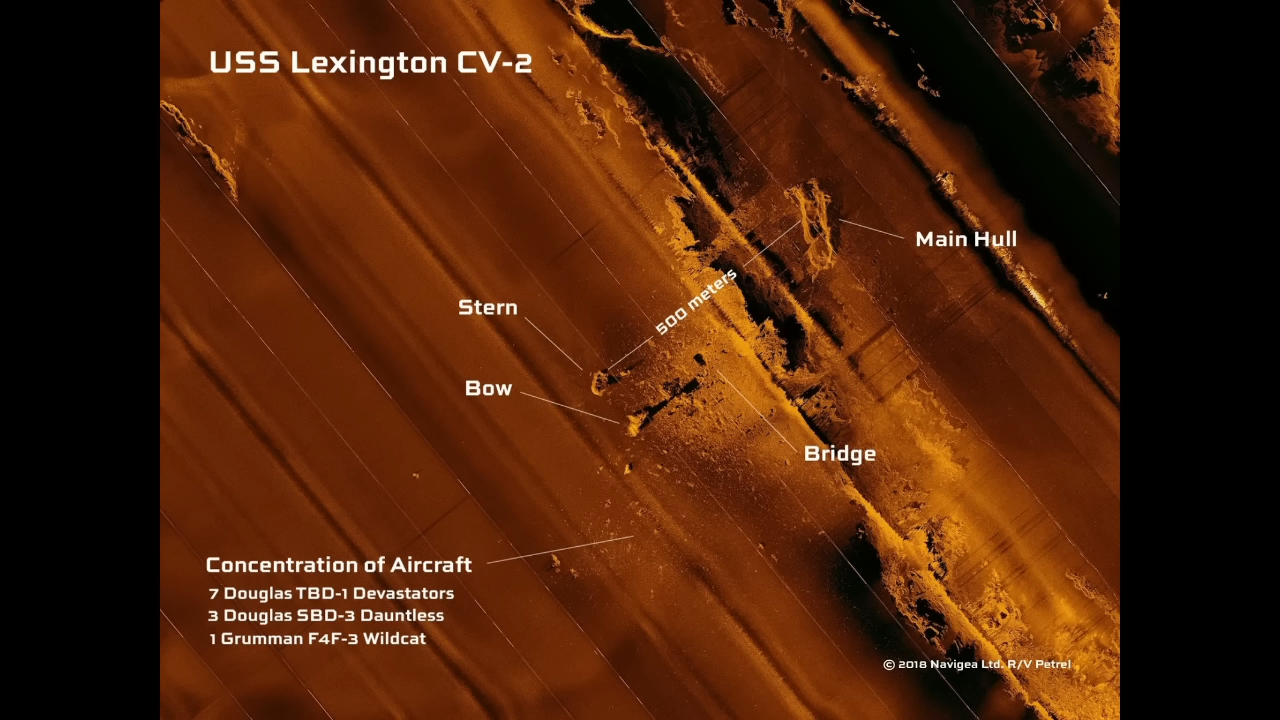 USS Lexington CV-2
Main Hull
500 meters
Stern
Bow
Bridge
Concentration of Aircraft
7 Douglas TBD-1 Devastators
3 Douglas SBD-3 Dauntless
1 Grumman F4F-3 Wildcat
© 2018 Navigea Ltd. R/V Petrel